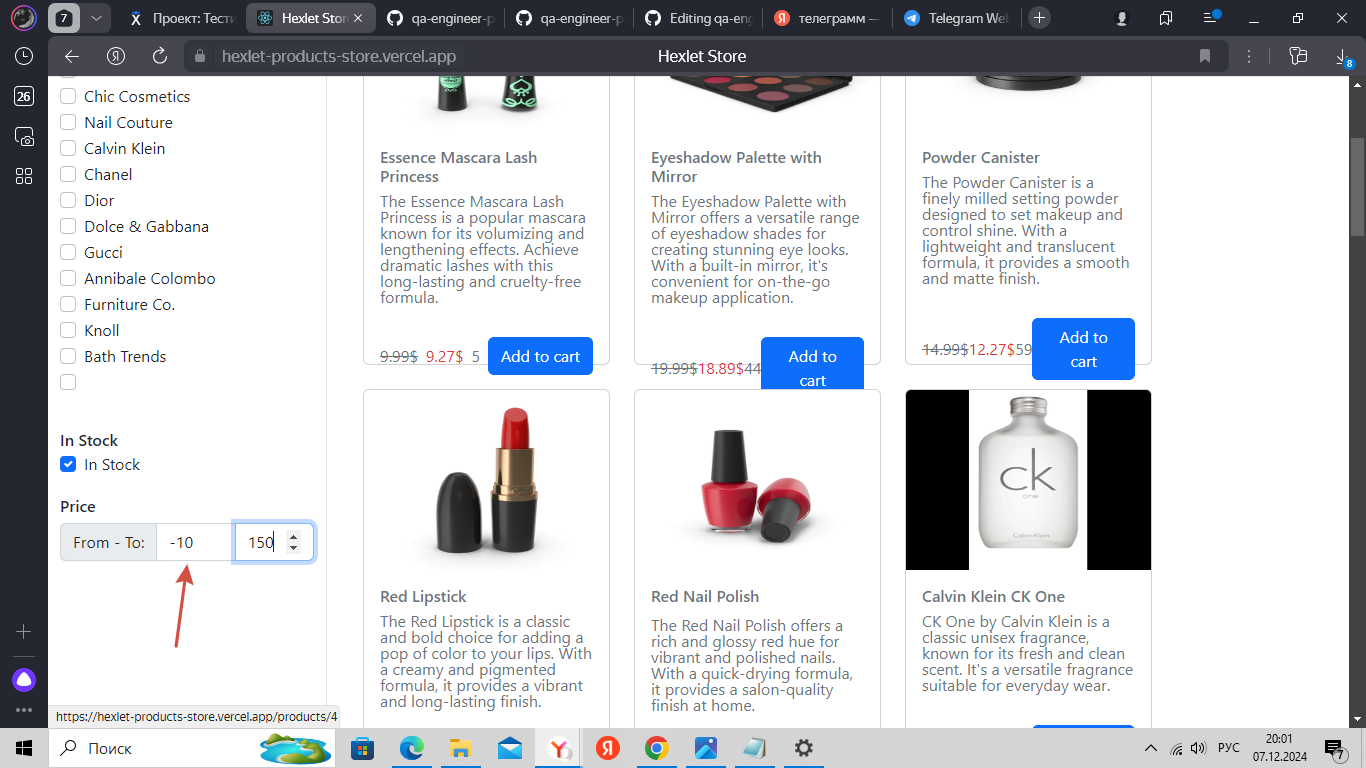 7
Проект: Тести
Hexlet Store
qa-engineer-p
qa-engineer-p
Editing qa-eng
телеграмм —
Telegram Web
hexlet-products-store.vercel.app
Hexlet Store
8
26
Chic Cosmetics
Nail Couture
Calvin Klein
Chanel
Dior
Dolce & Gabbana
Gucci
Annibale Colombo
Furniture Co.
Knoll
Bath Trends
In Stock
In Stock
Price
From - To:
-10
150
Essence Mascara Lash
Princess
The Essence Mascara Lash
Princess is a popular mascara
known for its volumizing and
lengthening effects. Achieve
dramatic lashes with this
long-lasting and cruelty-free
formula.
9.99$ 9.27$ 5
Add to cart
Eyeshadow Palette with
Mirror
The Eyeshadow Palette with
Mirror offers a versatile range
of eyeshadow shades for
creating stunning eye looks.
With a built-in mirror, it's
convenient for on-the-go
makeup application.
19.99$18.89$44
Add to
cart
Powder Canister
The Powder Canister is a
finely milled setting powder
designed to set makeup and
control shine. With a
lightweight and translucent
formula, it provides a smooth
and matte finish.
14.99$12.27$59
Add to
cart
Red Lipstick
The Red Lipstick is a classic
and bold choice for adding a
pop of color to your lips. With
a creamy and pigmented
formula, it provides a vibrant
and long-lasting finish.
Red Nail Polish
The Red Nail Polish offers a
rich and glossy red hue for
vibrant and polished nails.
With a quick-drying formula,
it provides a salon-quality
finish at home.
ck
one
Calvin Klein
Calvin Klein CK One
CK One by Calvin Klein is a
classic unisex fragrance,
known for its fresh and clean
scent. It's a versatile fragrance
suitable for everyday wear.
https://hexlet-products-store.vercel.app/products/4
Поиск
РУС
20:01
07.12.2024
7